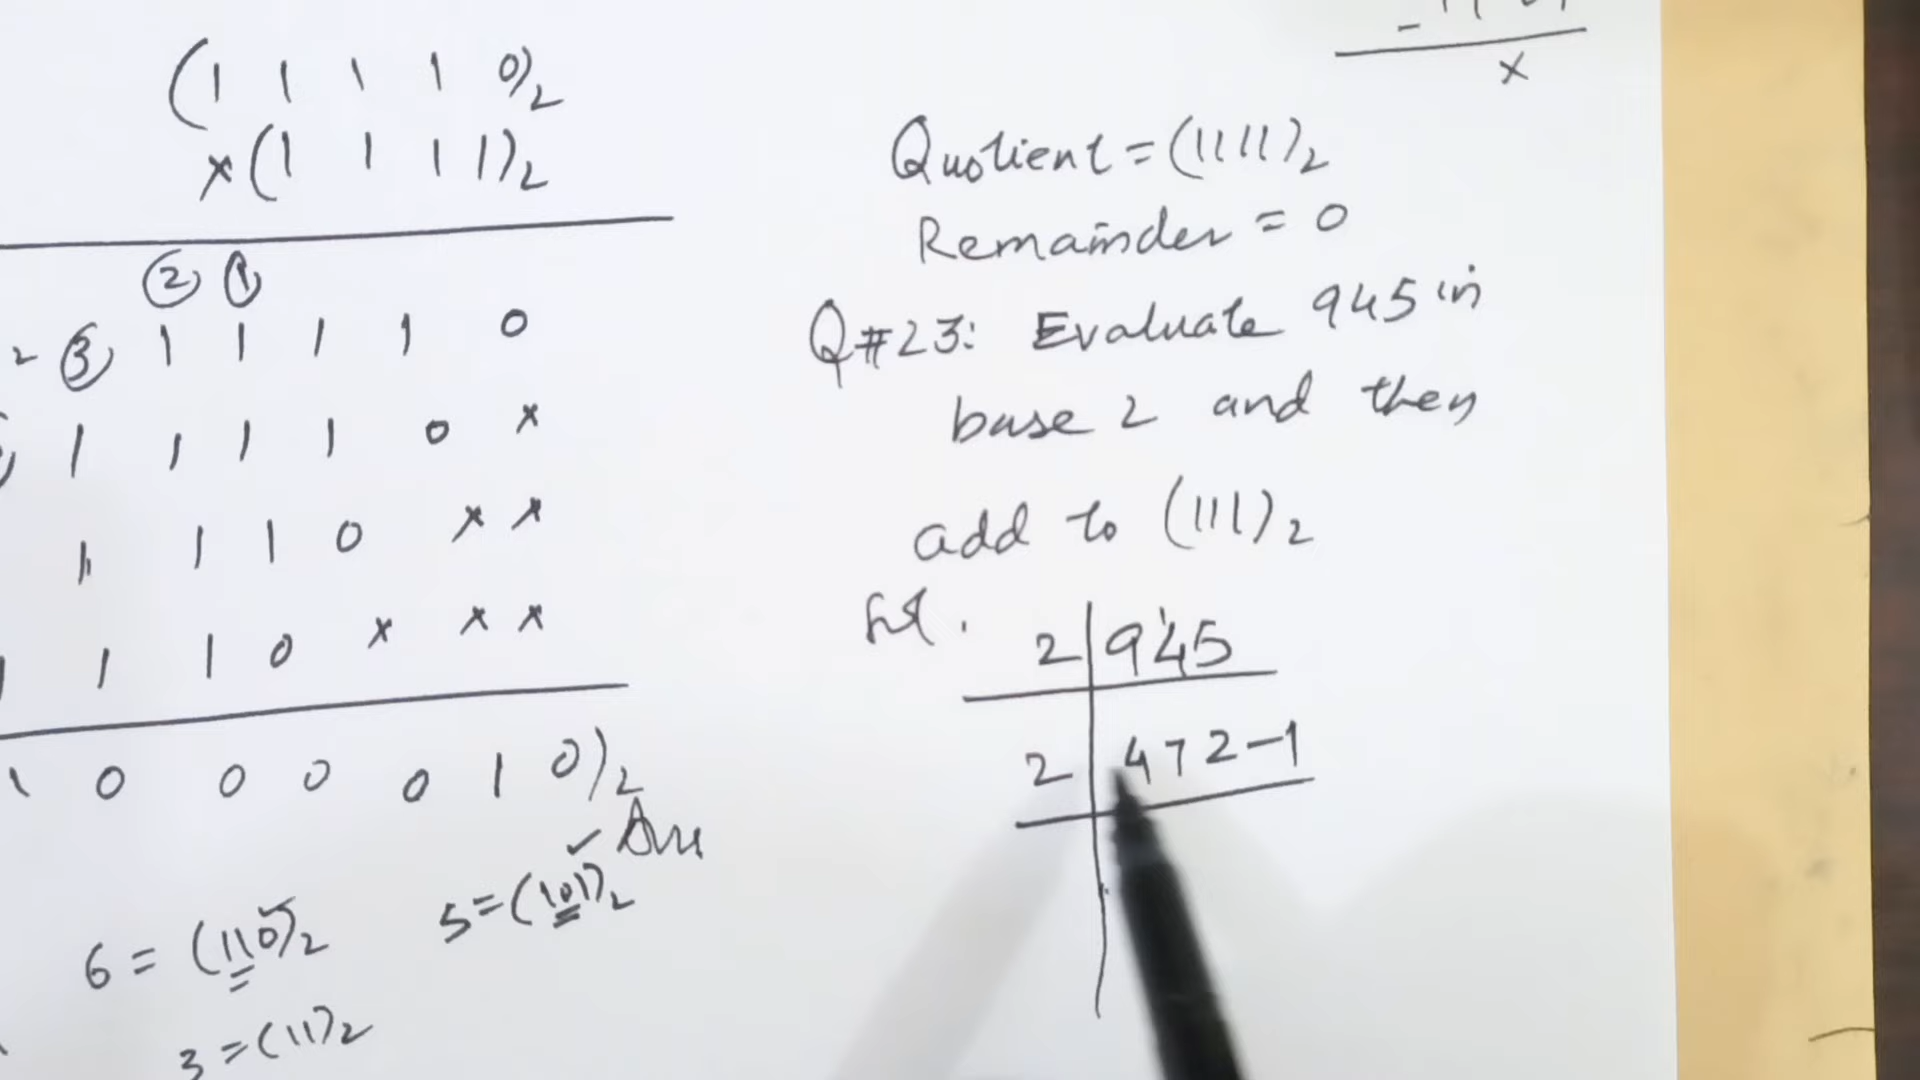 (1 1 1 1 0)2
×(1 1 1 1)2
② ①
③ 1 1 1 1 0
1 1 1 1 0 ×
1 1 1 0 × ×
1 1 1 0 × × ×
1 0 0 0 0 1 0)2
✓ Ans
6 = (110)2
5 = (101)2
3 = (11)2
×
Quotient = (1111)2
Remainder = 0
Q#23: Evaluate 945 in
base 2 and then
add to (111)2
Sol.
2 | 945
2 | 472-1